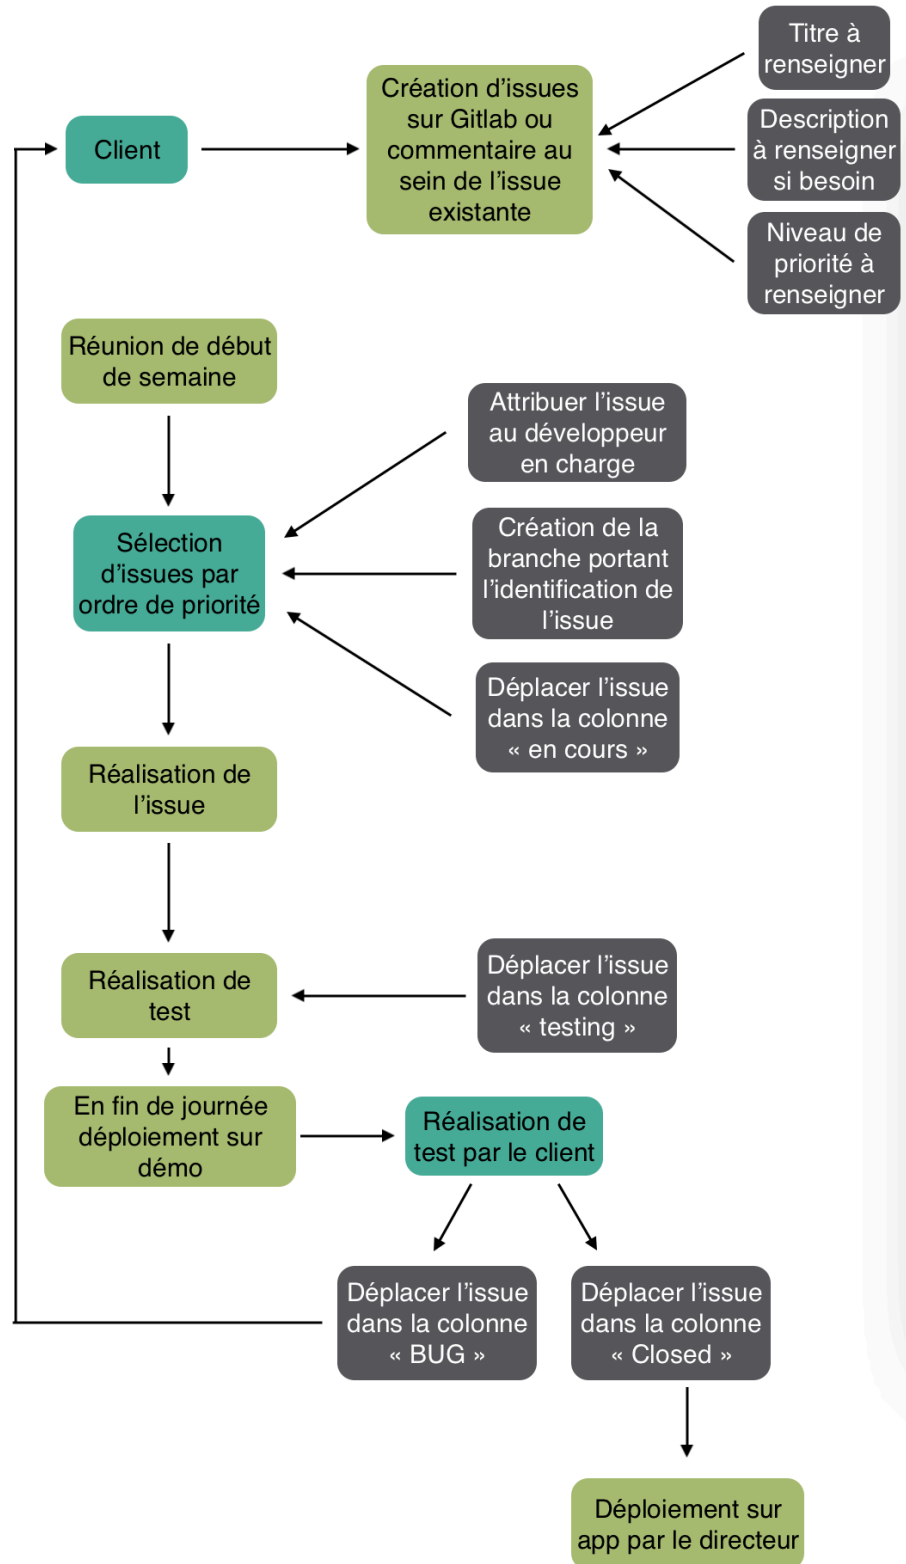 Titre à
renseigner
Client
Création d’issues
sur Gitlab ou
commentaire au
sein de l’issue
existante
Description
à renseigner
si besoin
Niveau de
priorité à
renseigner
Réunion de début
de semaine
Attribuer l’issue
au développeur
en charge
Sélection
d’issues par
ordre de priorité
Création de la
branche portant
l’identification de
l’issue
Déplacer l’issue
dans la colonne
« en cours »
Réalisation de
l’issue
Réalisation de
test
Déplacer l’issue
dans la colonne
« testing »
En fin de journée
déploiement sur
démo
Réalisation de
test par le client
Déplacer l’issue
dans la colonne
« BUG »
Déplacer l’issue
dans la colonne
« Closed »
Déploiement sur
app par le directeur